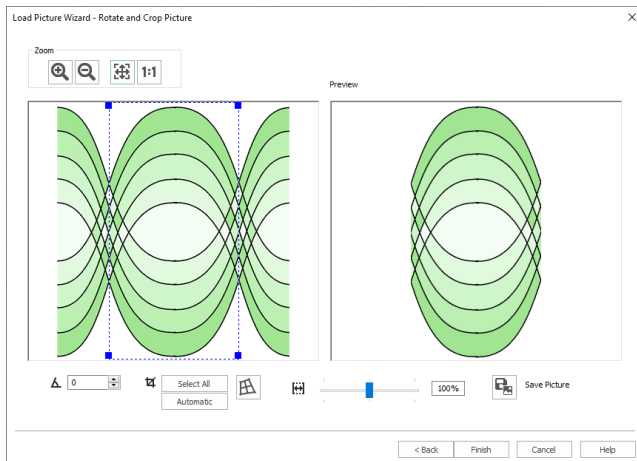 Load Picture Wizard - Rotate and Crop Picture
Zoom
1:1
Preview
0
Select All
Automatic
100%
Save Picture
< Back
Finish
Cancel
Help